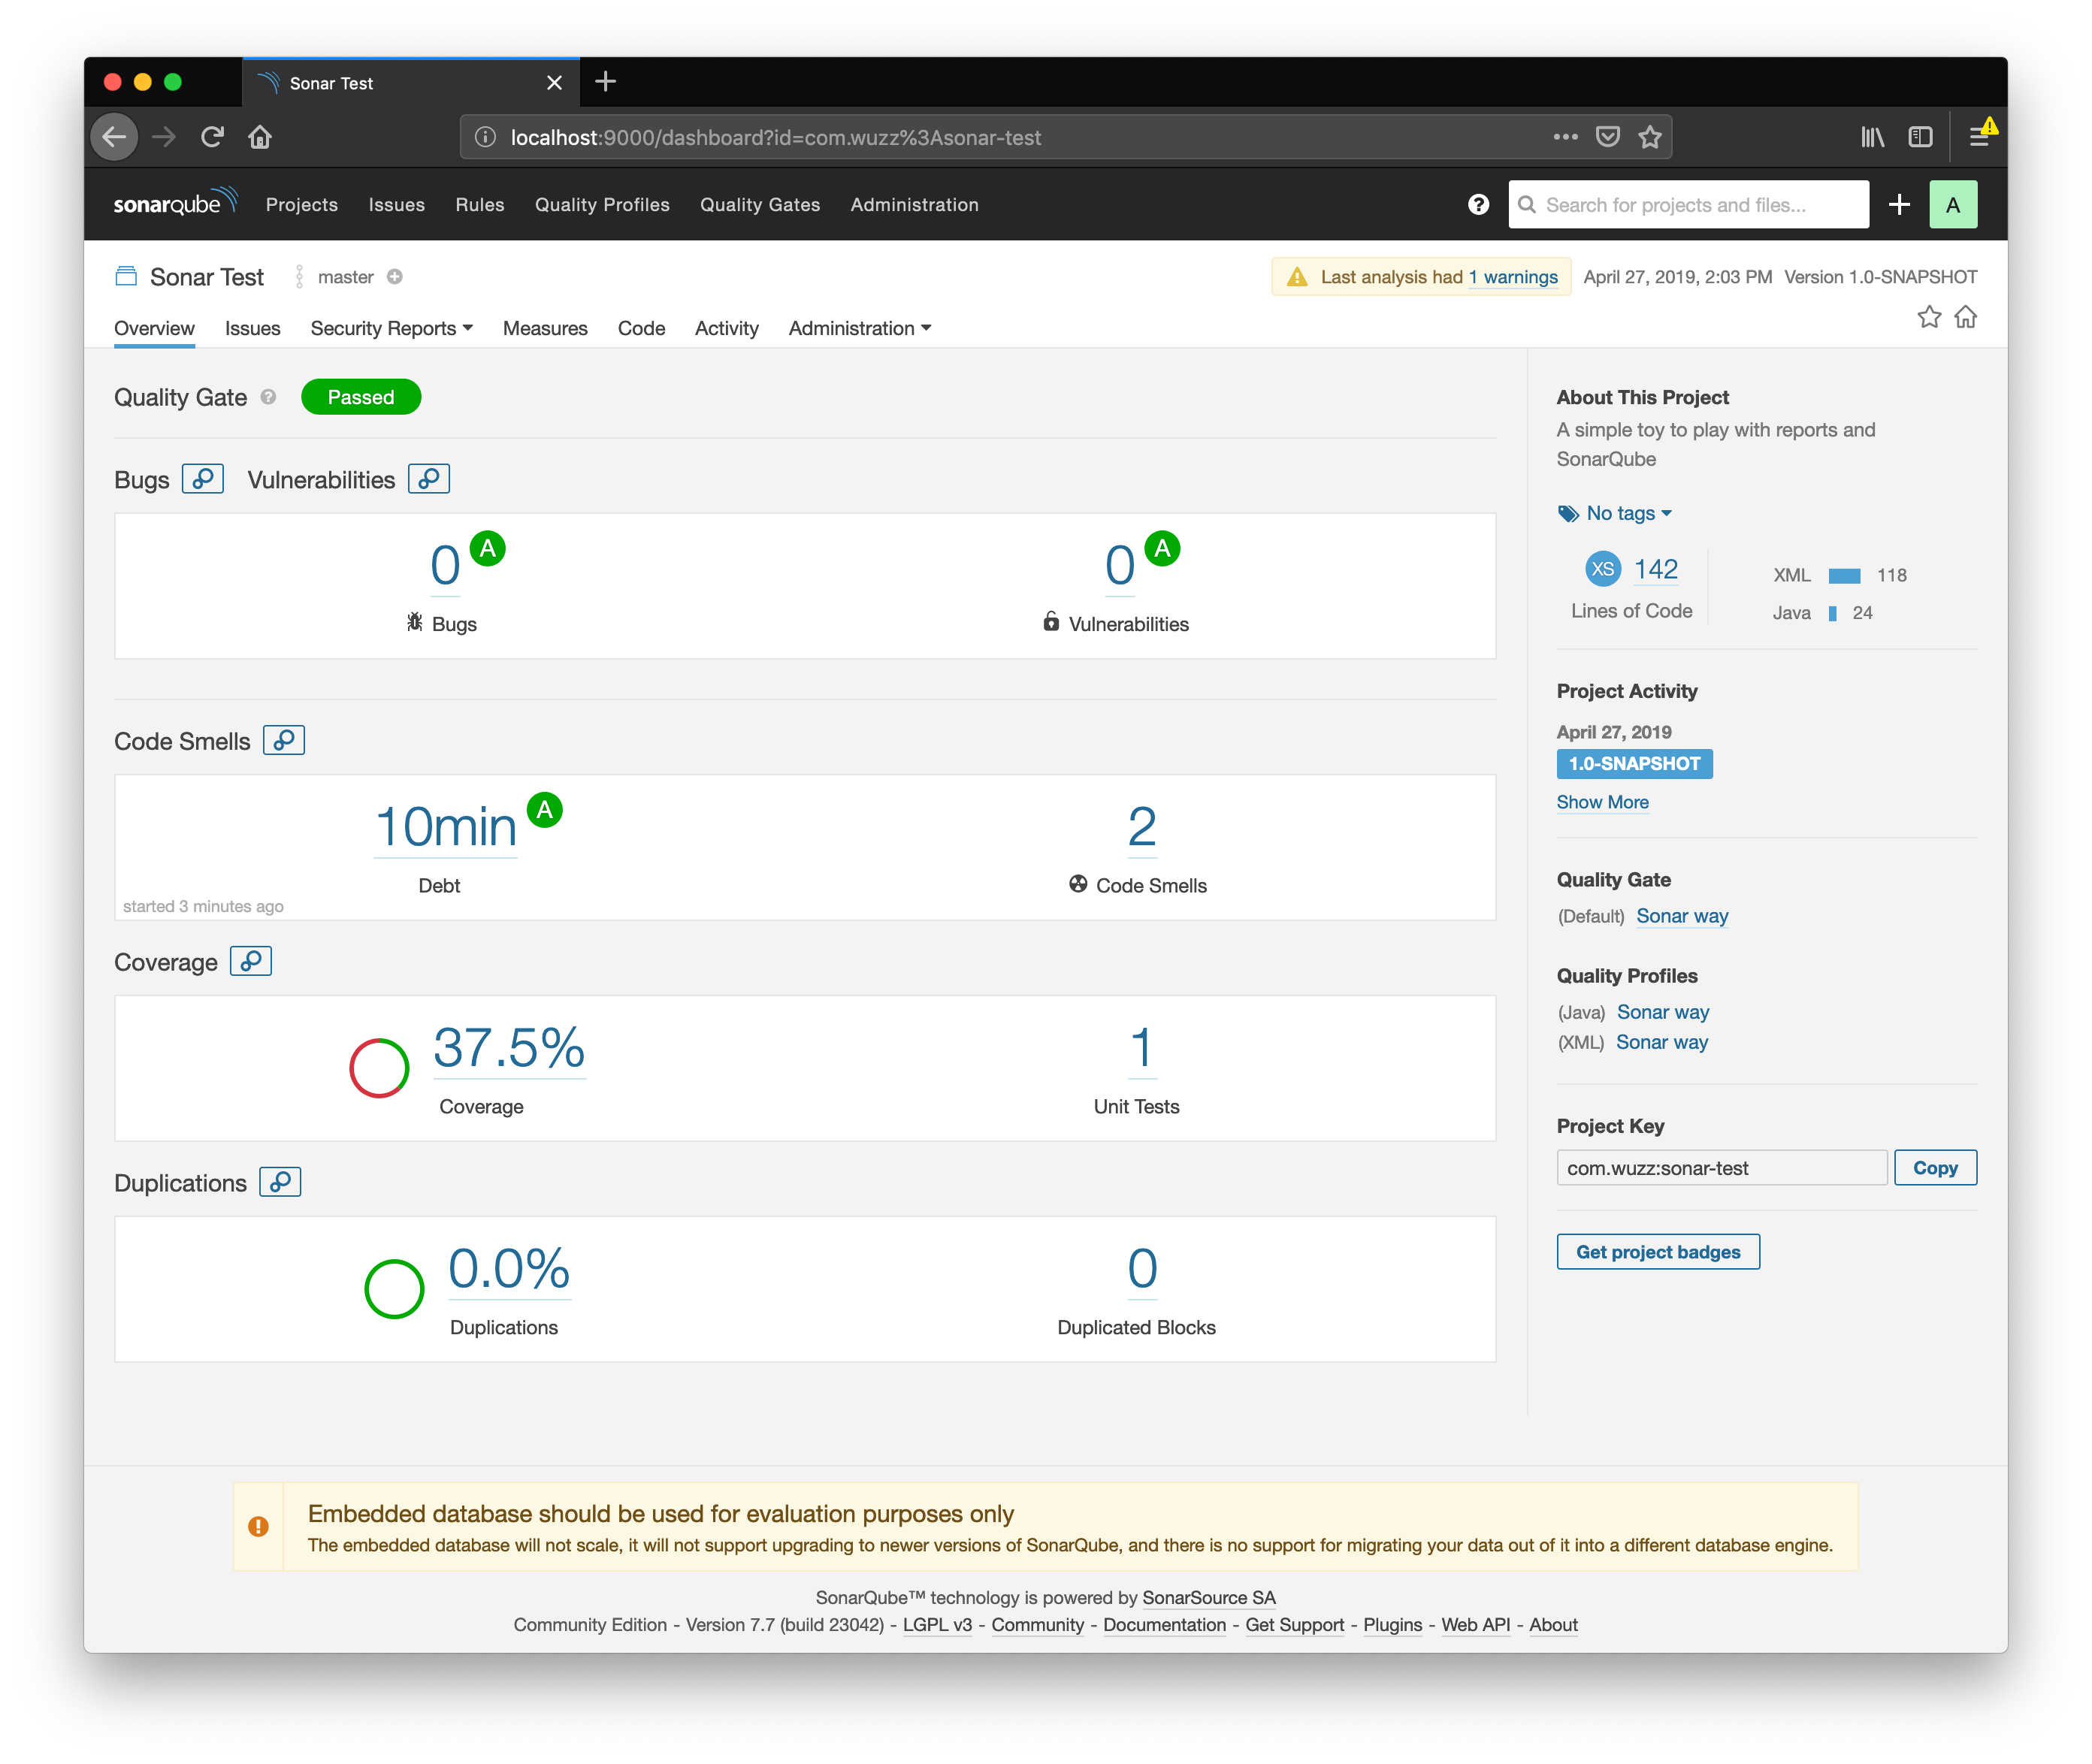 Sonar Test
localhost:9000/dashboard?id=com.wuzz%3Asonar-test
sonarqube Projects Issues Rules Quality Profiles Quality Gates Administration Search for projects and files... A
Sonar Test master Last analysis had 1 warnings April 27, 2019, 2:03 PM Version 1.0-SNAPSHOT
Overview Issues Security Reports Measures Code Activity Administration
Quality Gate Passed
Bugs Vulnerabilities
0 A
Bugs
0 A
Vulnerabilities
Code Smells
10min A
Debt
started 3 minutes ago
2
Code Smells
Coverage
37.5%
Coverage
1
Unit Tests
Duplications
0.0%
Duplications
0
Duplicated Blocks
About This Project
A simple toy to play with reports and
SonarQube
No tags
XS 142
Lines of Code
XML 118
Java 24
Project Activity
April 27, 2019
1.0-SNAPSHOT
Show More
Quality Gate
(Default) Sonar way
Quality Profiles
(Java) Sonar way
(XML) Sonar way
Project Key
com.wuzz:sonar-test Copy
Get project badges
Embedded database should be used for evaluation purposes only
The embedded database will not scale, it will not support upgrading to newer versions of SonarQube, and there is no support for migrating your data out of it into a different database engine.
SonarQube™ technology is powered by SonarSource SA
Community Edition - Version 7.7 (build 23042) - LGPL v3 - Community - Documentation - Get Support - Plugins - Web API - About